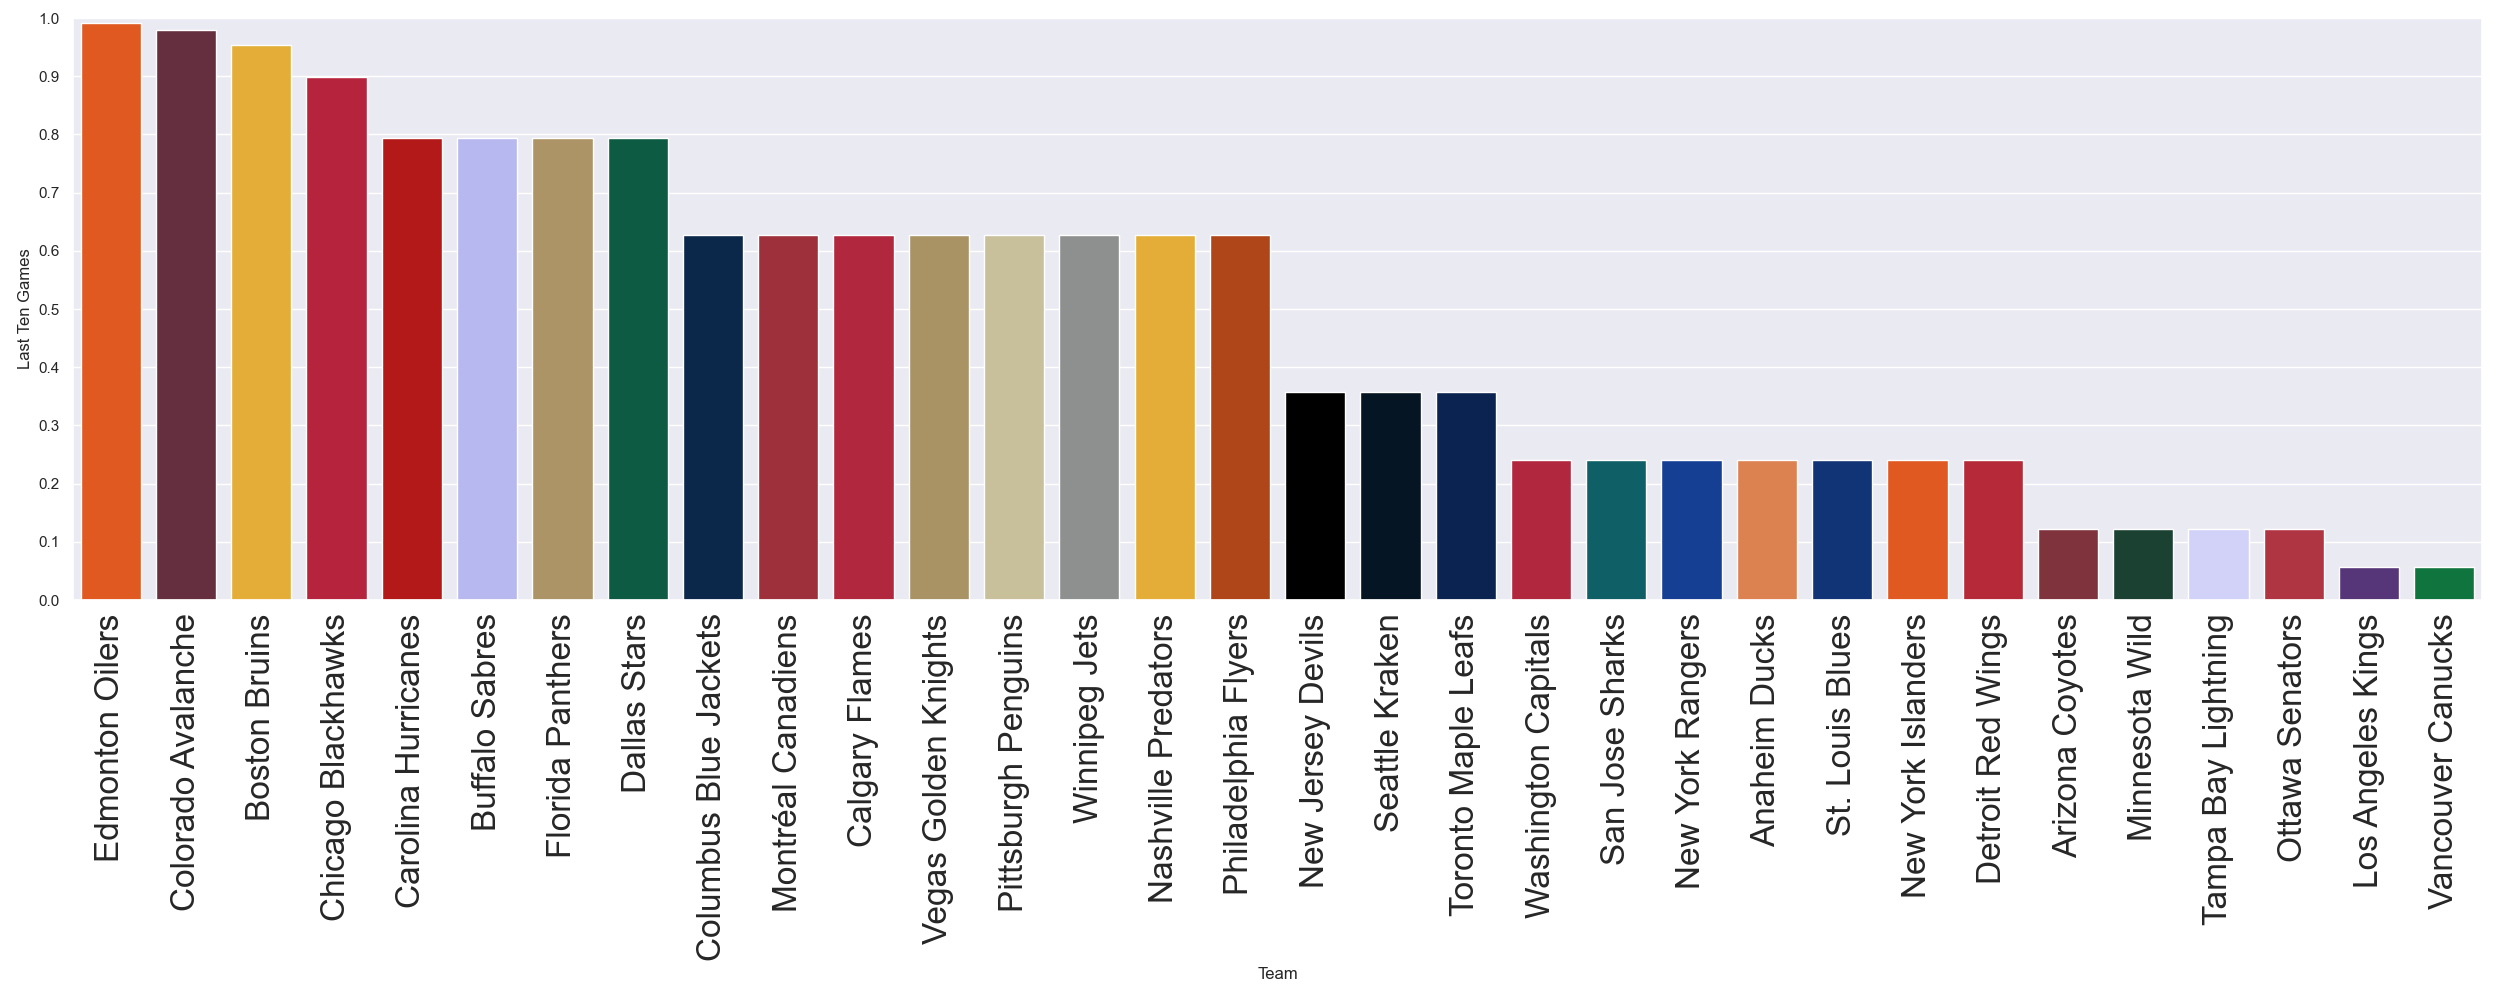 1.0
0.9
0.8
0.7
0.6
0.5
0.4
0.3
0.2
0.1
0.0
Last Ten Games
Edmonton Oilers
Colorado Avalanche
Boston Bruins
Chicago Blackhawks
Carolina Hurricanes
Buffalo Sabres
Florida Panthers
Dallas Stars
Columbus Blue Jackets
Montréal Canadiens
Calgary Flames
Vegas Golden Knights
Pittsburgh Penguins
Winnipeg Jets
Nashville Predators
Philadelphia Flyers
New Jersey Devils
Seattle Kraken
Toronto Maple Leafs
Washington Capitals
San Jose Sharks
New York Rangers
Anaheim Ducks
St. Louis Blues
New York Islanders
Detroit Red Wings
Arizona Coyotes
Minnesota Wild
Tampa Bay Lightning
Ottawa Senators
Los Angeles Kings
Vancouver Canucks
Team